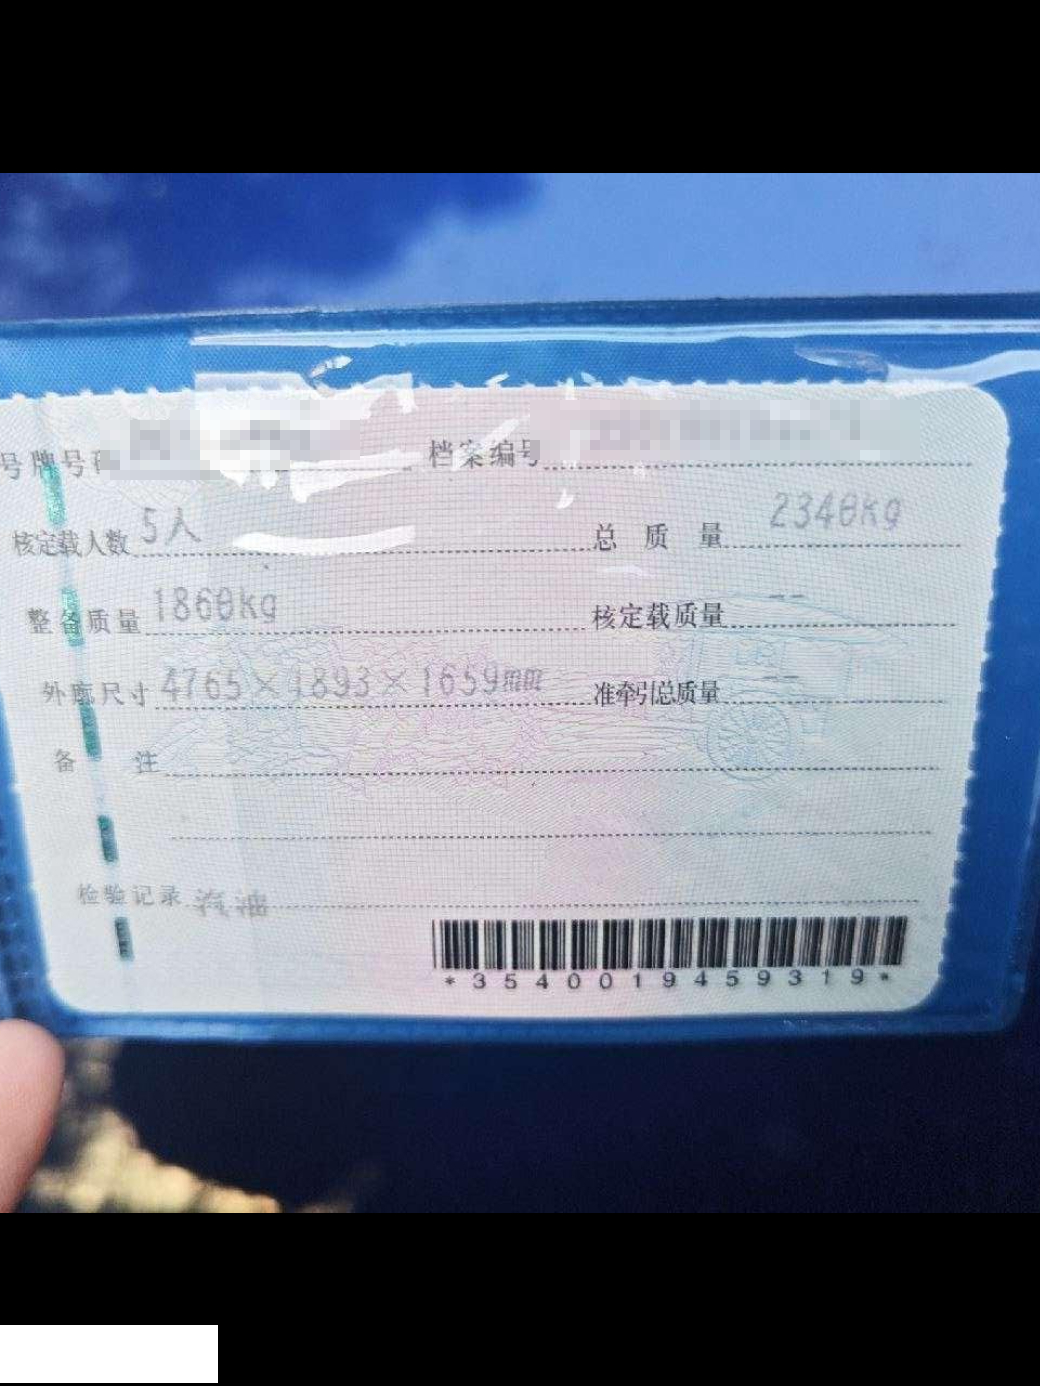 号牌号 档案编号
核定载人数 5人 总质量 2340kg
整备质量 1860kg 核定载质量 --
外廓尺寸 4765×1893×1659mm 准牵引总质量 --
备注
检验记录 汽油
*3540019459319*